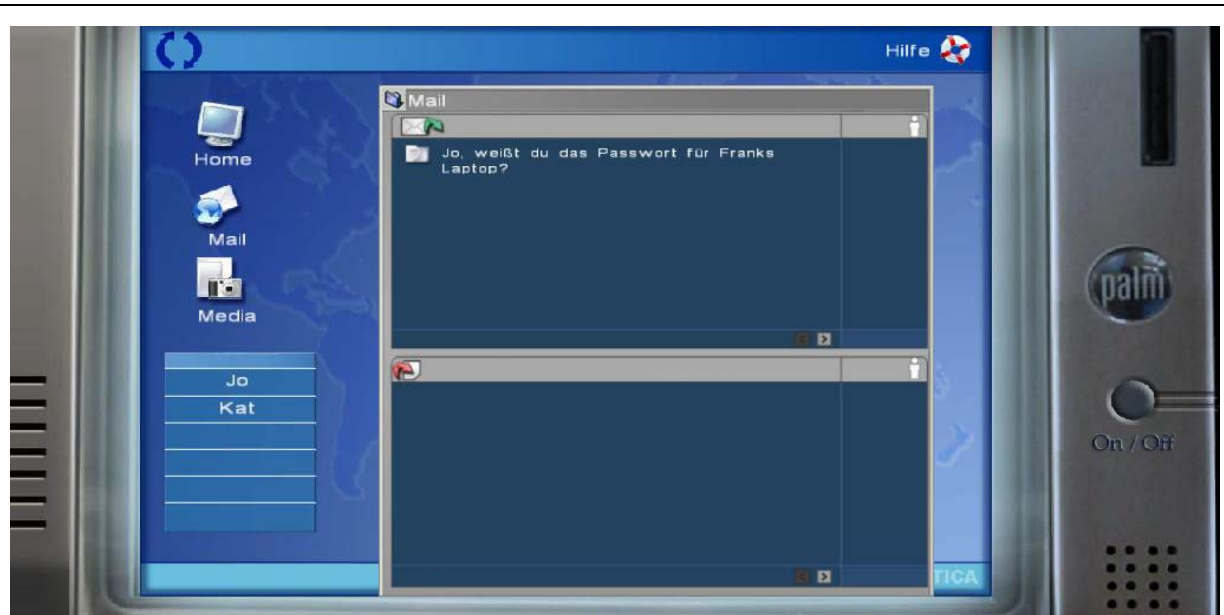 Hilfe
Home
Mail
Media
Jo
Kat
Mail
Jo, weißt du das Passwort für Franks
Laptop?
TICA
palm
On / Off